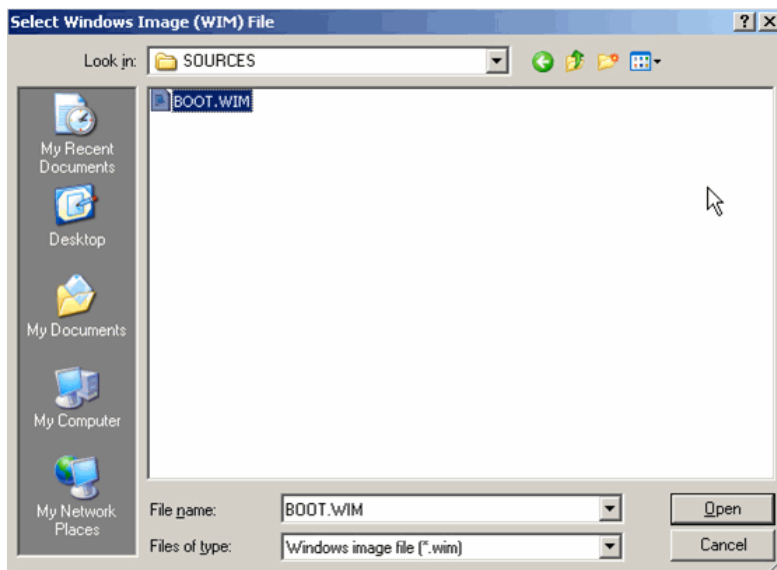 Select Windows Image (WIM) File
Look in:
SOURCES
BOOT.WIM
My Recent
Documents
Desktop
My Documents
My Computer
My Network
Places
File name:
BOOT.WIM
Open
Files of type:
Windows image file (*.wim)
Cancel